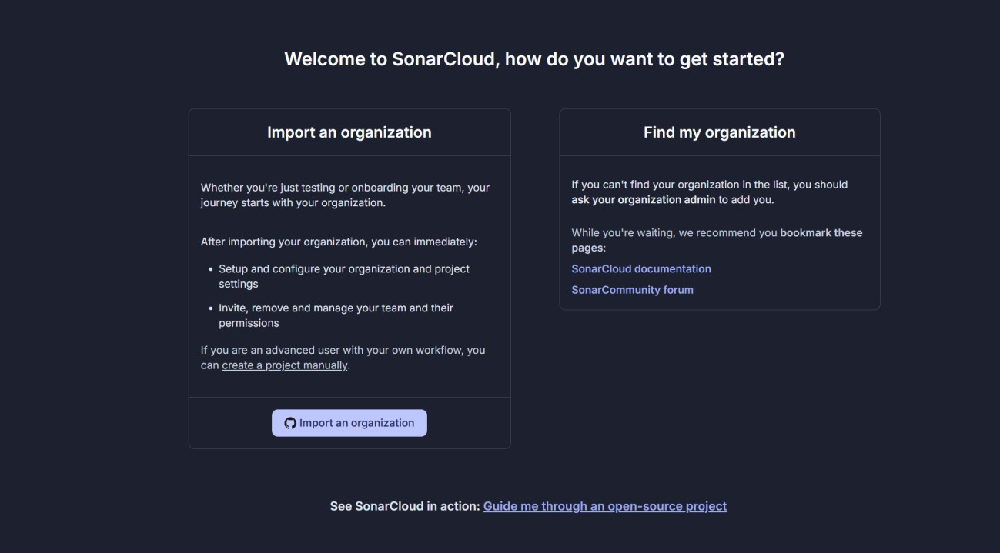 Welcome to SonarCloud, how do you want to get started?
Import an organization
Whether you're just testing or onboarding your team, your
journey starts with your organization.
After importing your organization, you can immediately:
• Setup and configure your organization and project
settings
• Invite, remove and manage your team and their
permissions
If you are an advanced user with your own workflow, you
can create a project manually.
Import an organization
Find my organization
If you can't find your organization in the list, you should
ask your organization admin to add you.
While you're waiting, we recommend you bookmark these
pages:
SonarCloud documentation
SonarCommunity forum
See SonarCloud in action: Guide me through an open-source project